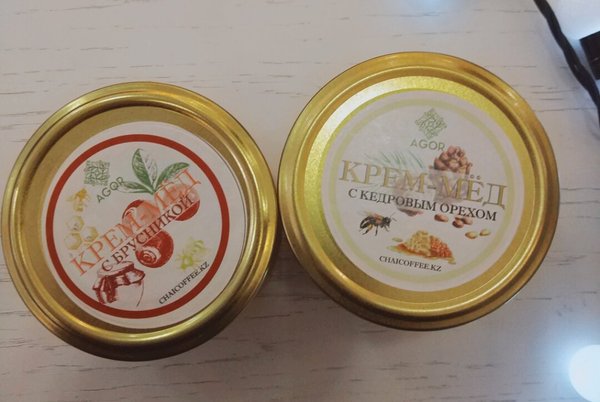 AGOR
КРЕМ-МЁД
С БРУСНИКОЙ
CHAICOFFEE.KZ
AGOR
КРЕМ-МЁД
С КЕДРОВЫМ ОРЕХОМ
CHAICOFFEE.KZ